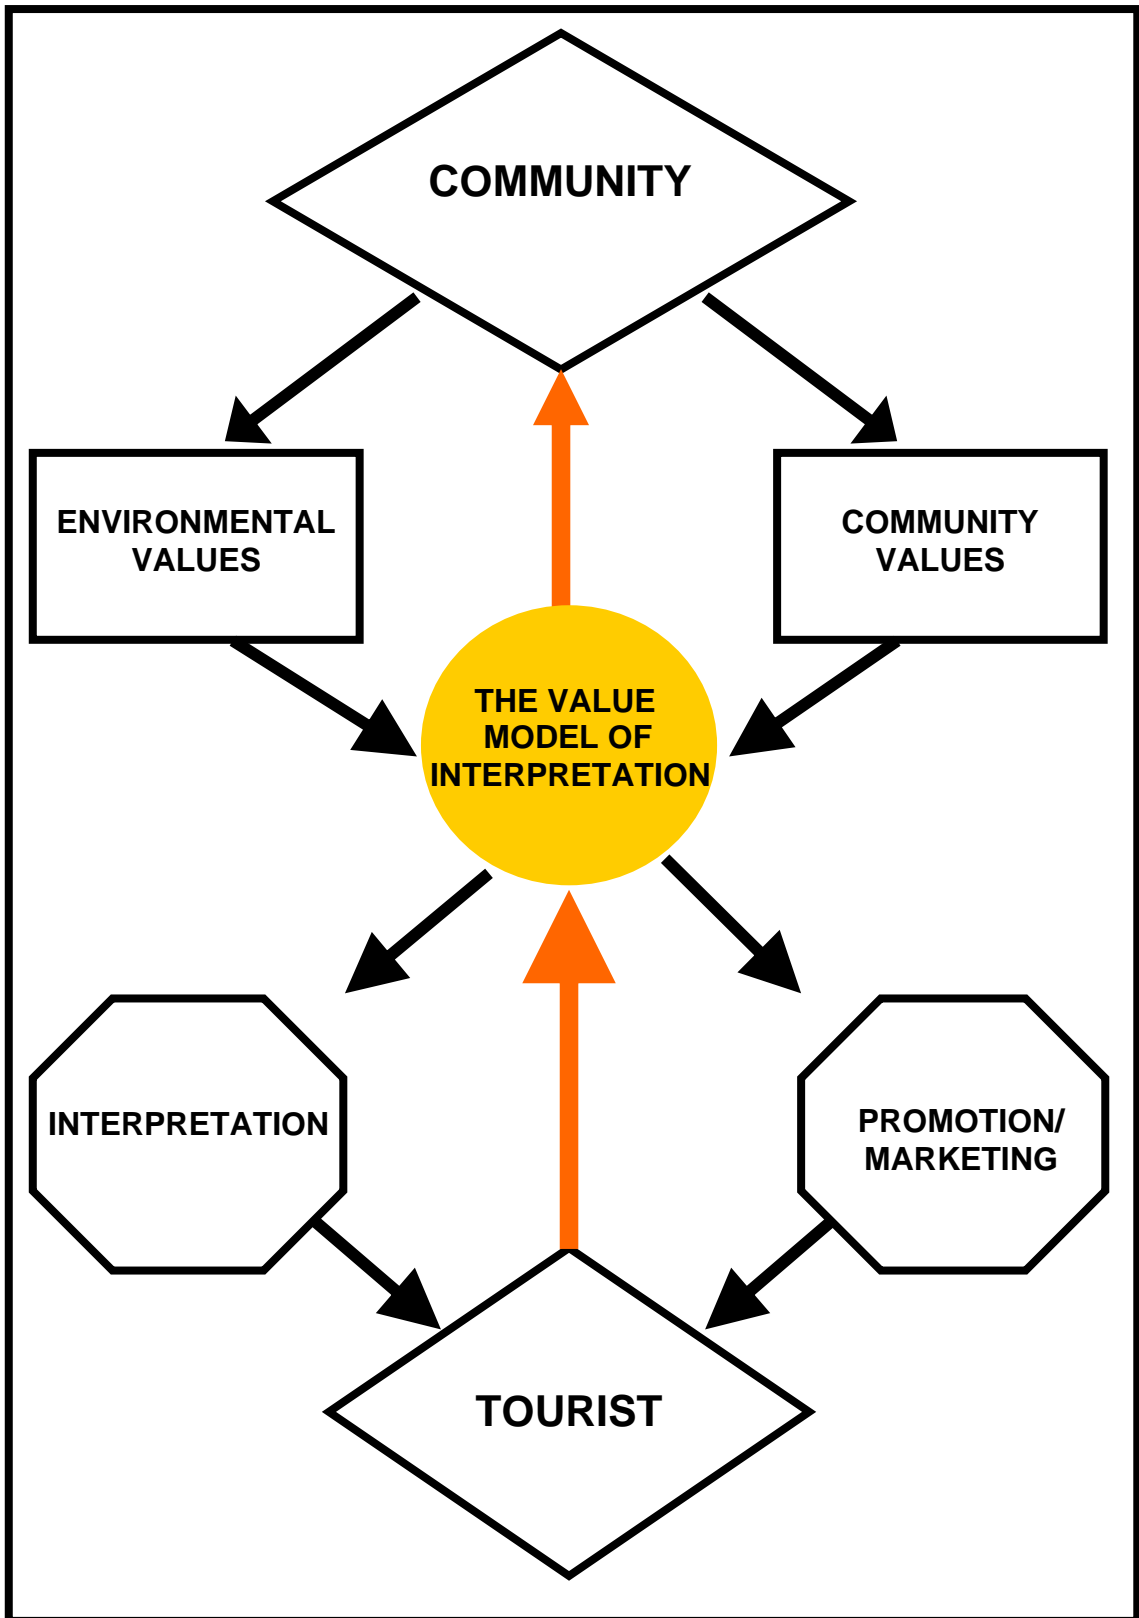 COMMUNITY
ENVIRONMENTAL
VALUES
COMMUNITY
VALUES
THE VALUE
MODEL OF
INTERPRETATION
INTERPRETATION
PROMOTION/
MARKETING
TOURIST